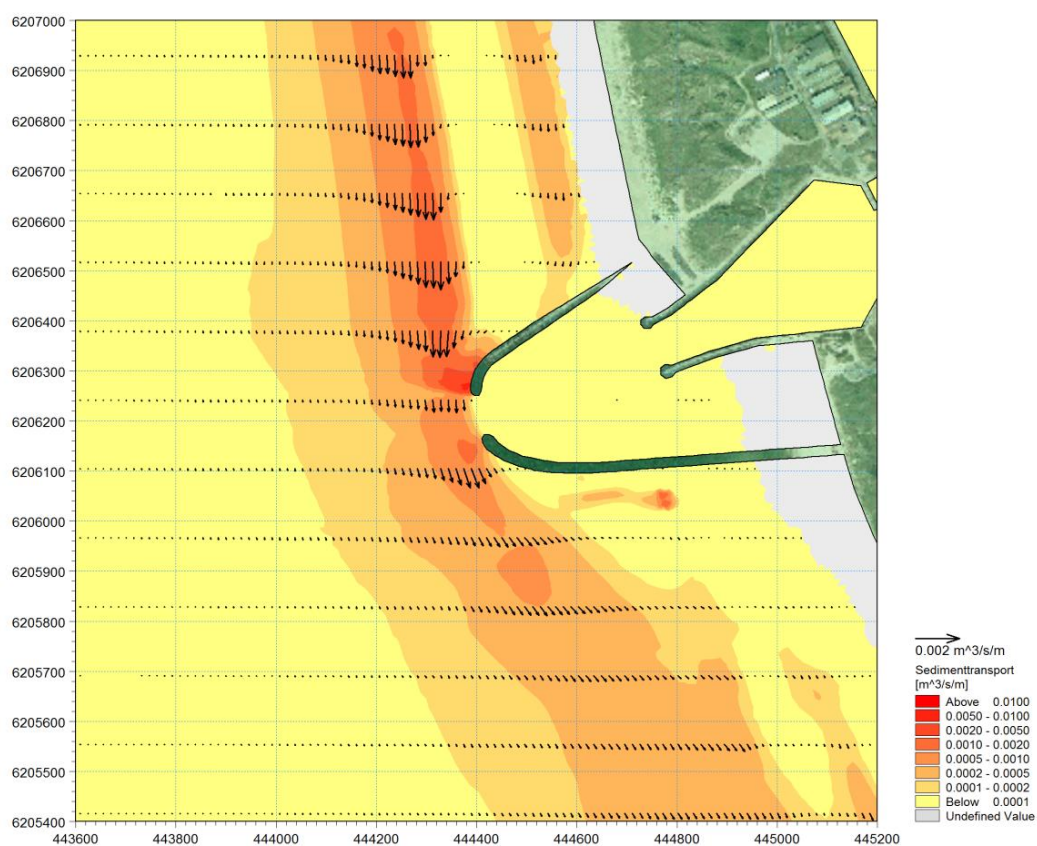 6207000
6206900
6206800
6206700
6206600
6206500
6206400
6206300
6206200
6206100
6206000
6205900
6205800
6205700
6205600
6205500
6205400
443600 443800 444000 444200 444400 444600 444800 445000 445200
0.002 m^3/s/m
Sedimenttransport
[m^3/s/m]
Above 0.0100
0.0050 - 0.0100
0.0020 - 0.0050
0.0010 - 0.0020
0.0005 - 0.0010
0.0002 - 0.0005
0.0001 - 0.0002
Below 0.0001
Undefined Value